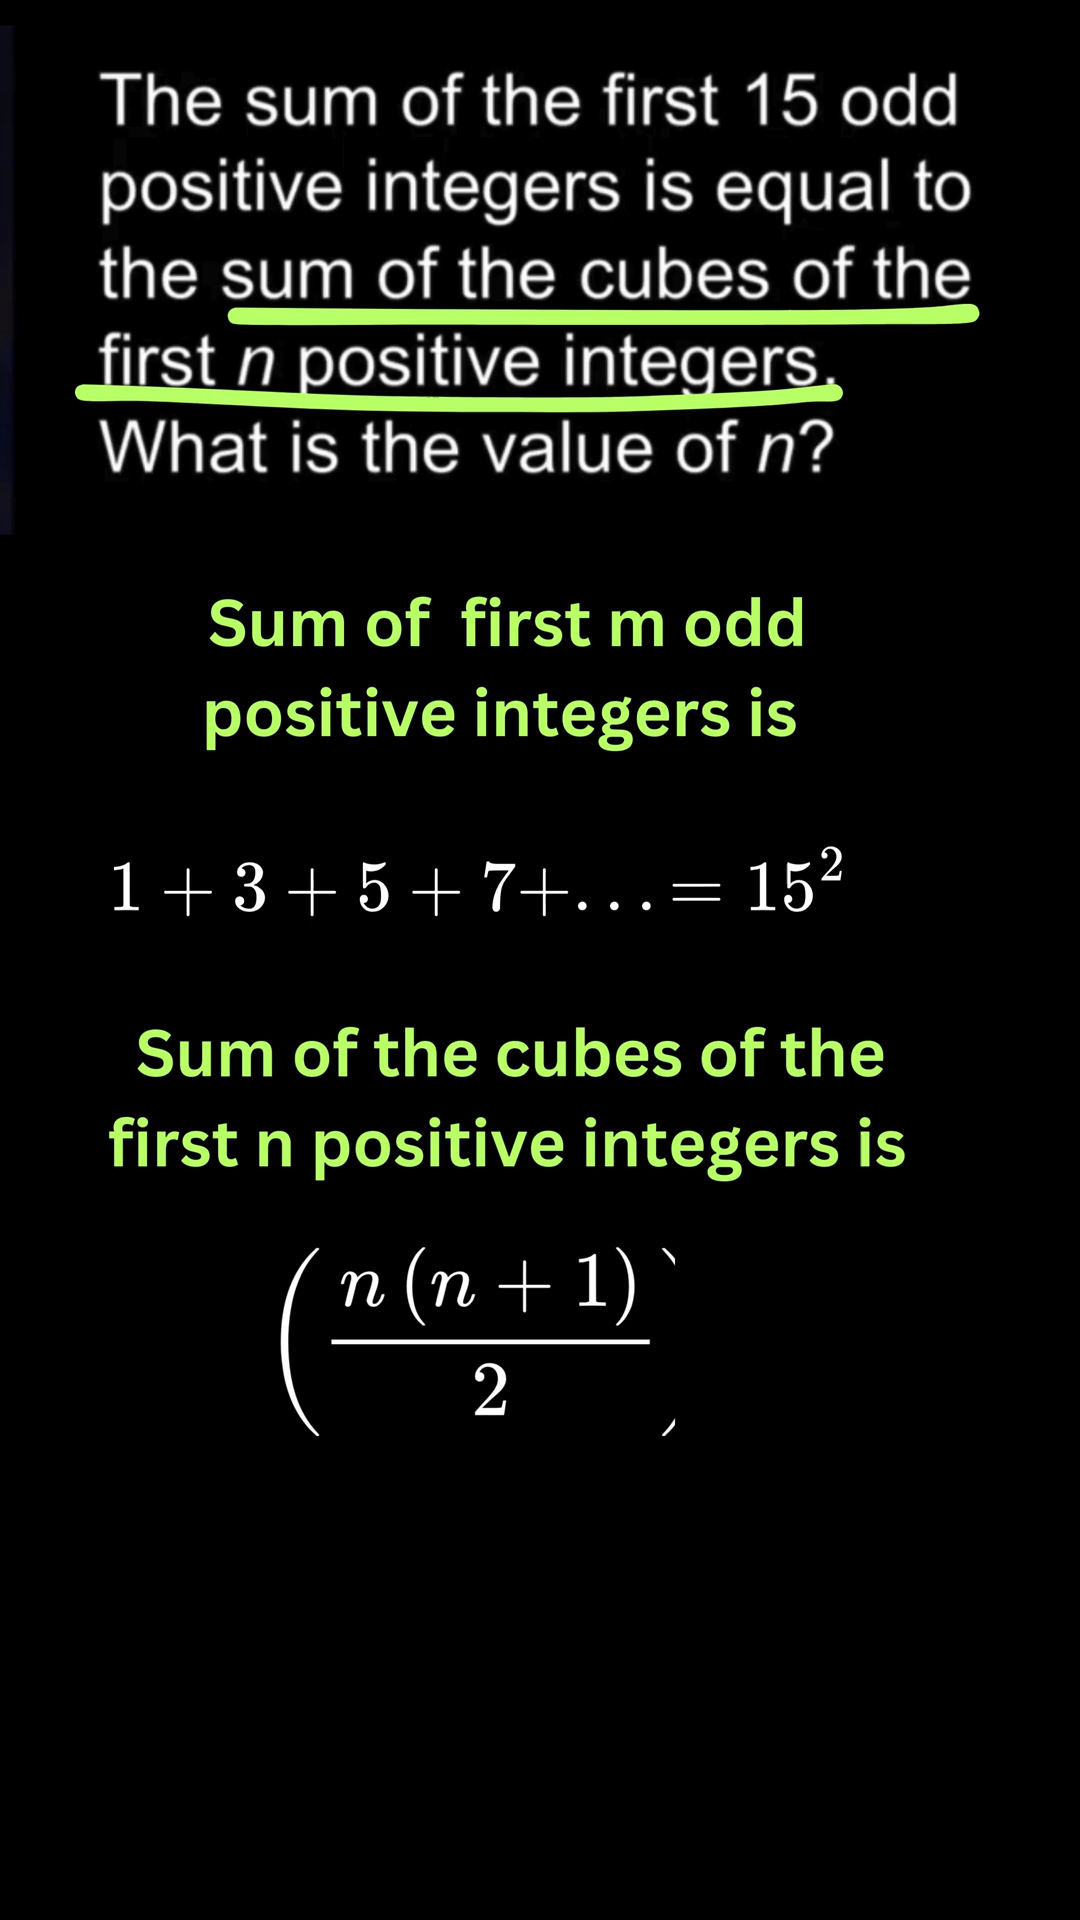 The sum of the first 15 odd
positive integers is equal to
the sum of the cubes of the
first n positive integers.
What is the value of n?
Sum of first m odd
positive integers is
1 + 3 + 5 + 7+...= 15²
Sum of the cubes of the
first n positive integers is
(n (n + 1)
2)